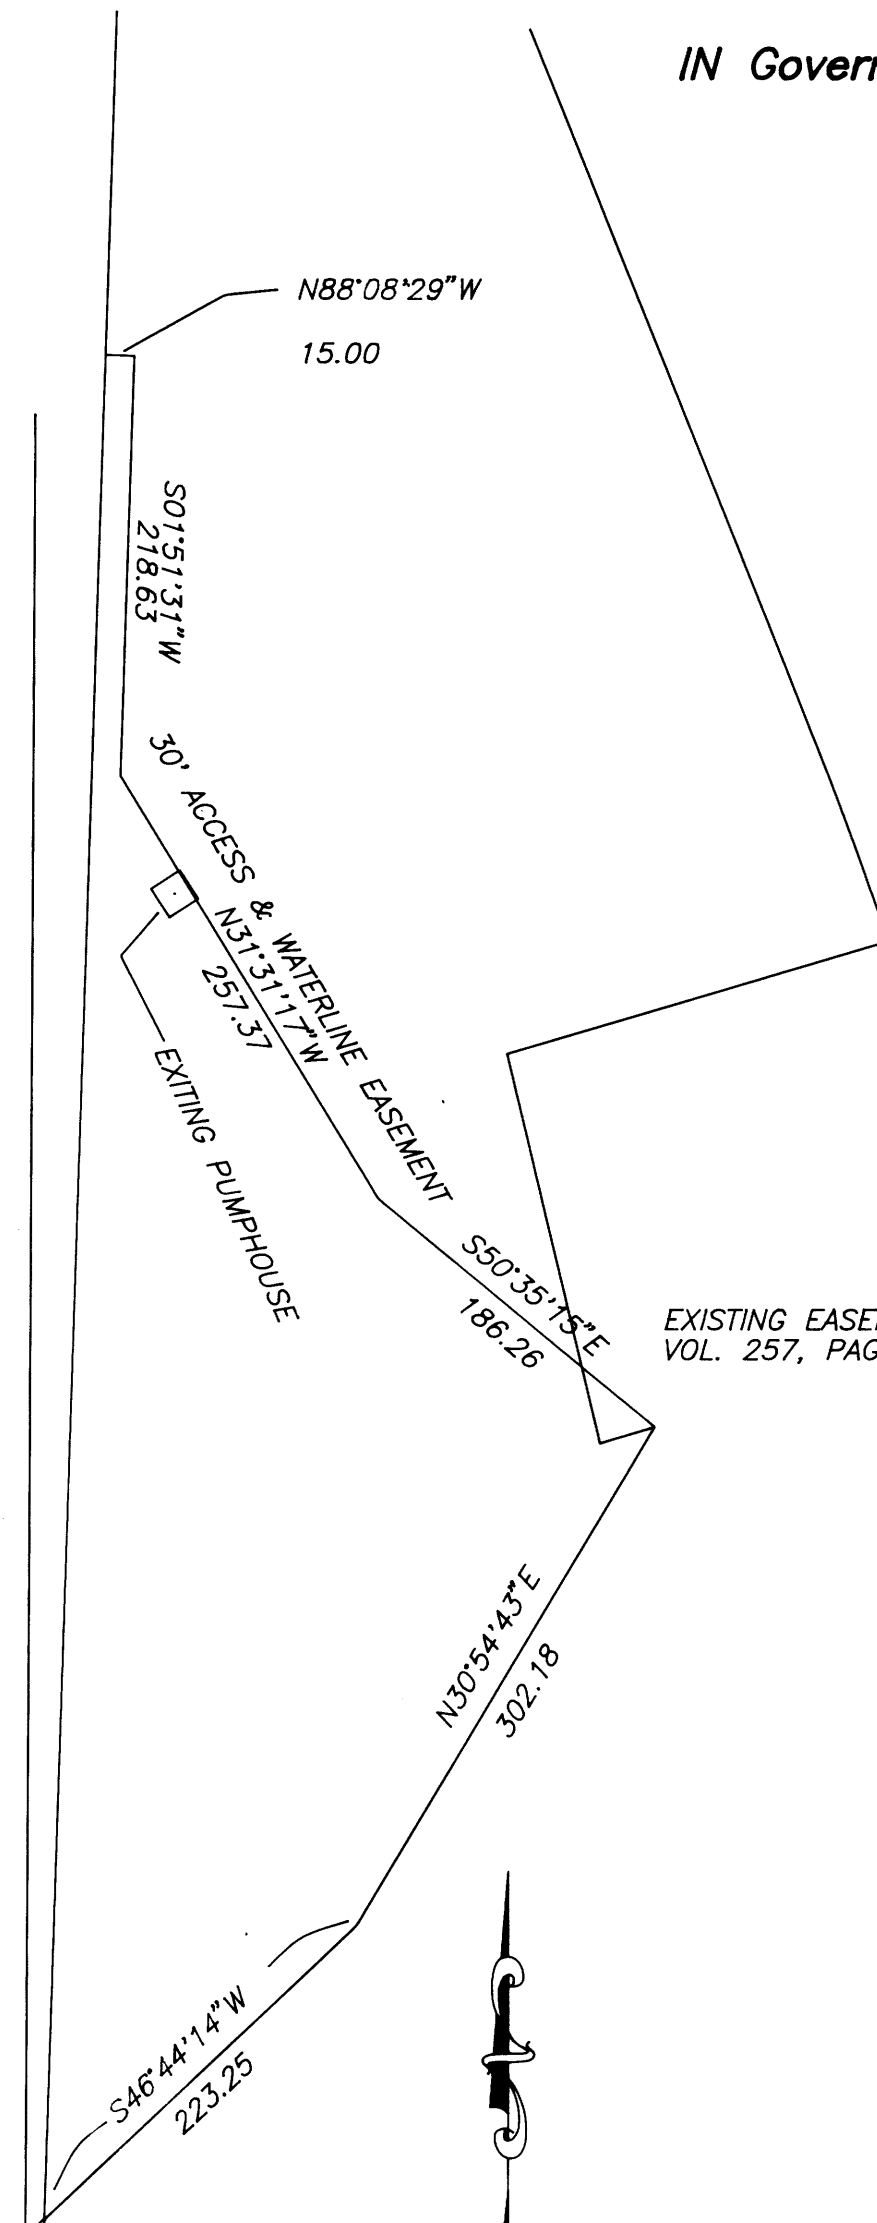 IN Govern
N88°08'29"W
15.00
S01°51'31"W
218.63
30' ACCESS & WATERLINE EASEMENT
N31°31'17"W
257.37
EXITING PUMPHOUSE
S50°35'15"E
186.26
EXISTING EASE
VOL. 257, PAG
N30°54'43"E
302.18
S46°44'14"W
223.25